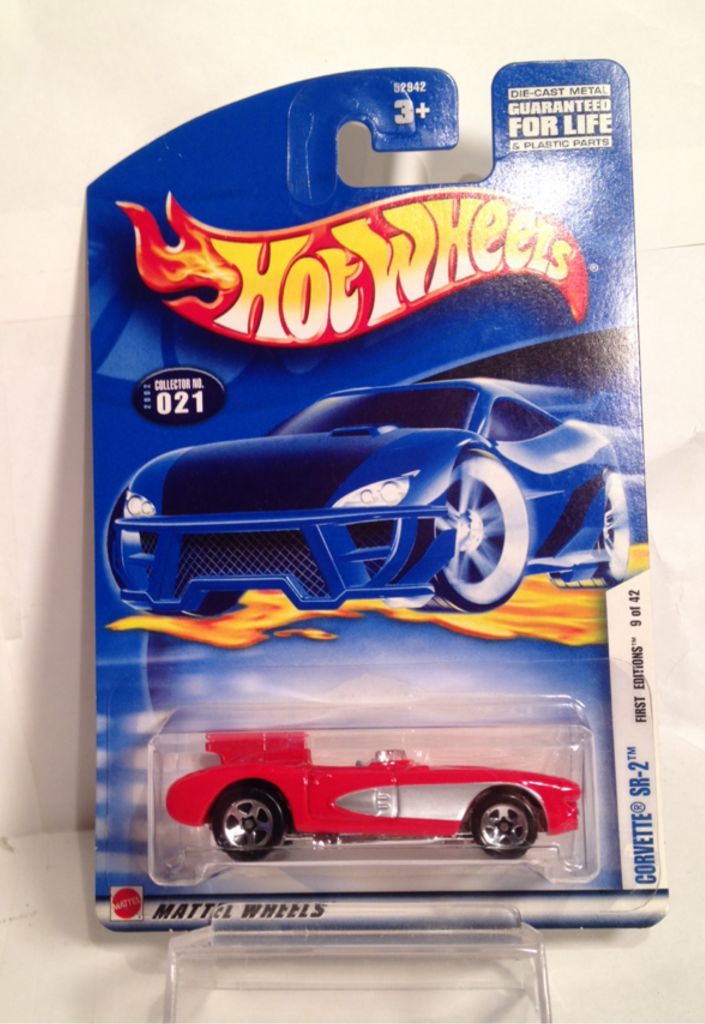 52942
3+
DIE-CAST METAL
GUARANTEED
FOR LIFE
& PLASTIC PARTS
Hot Wheels®
2002
COLLECTOR NO.
021
FIRST EDITIONS™ 9 of 42
CORVETTE® SR-2™
MATTEL
MATTEL WHEELS